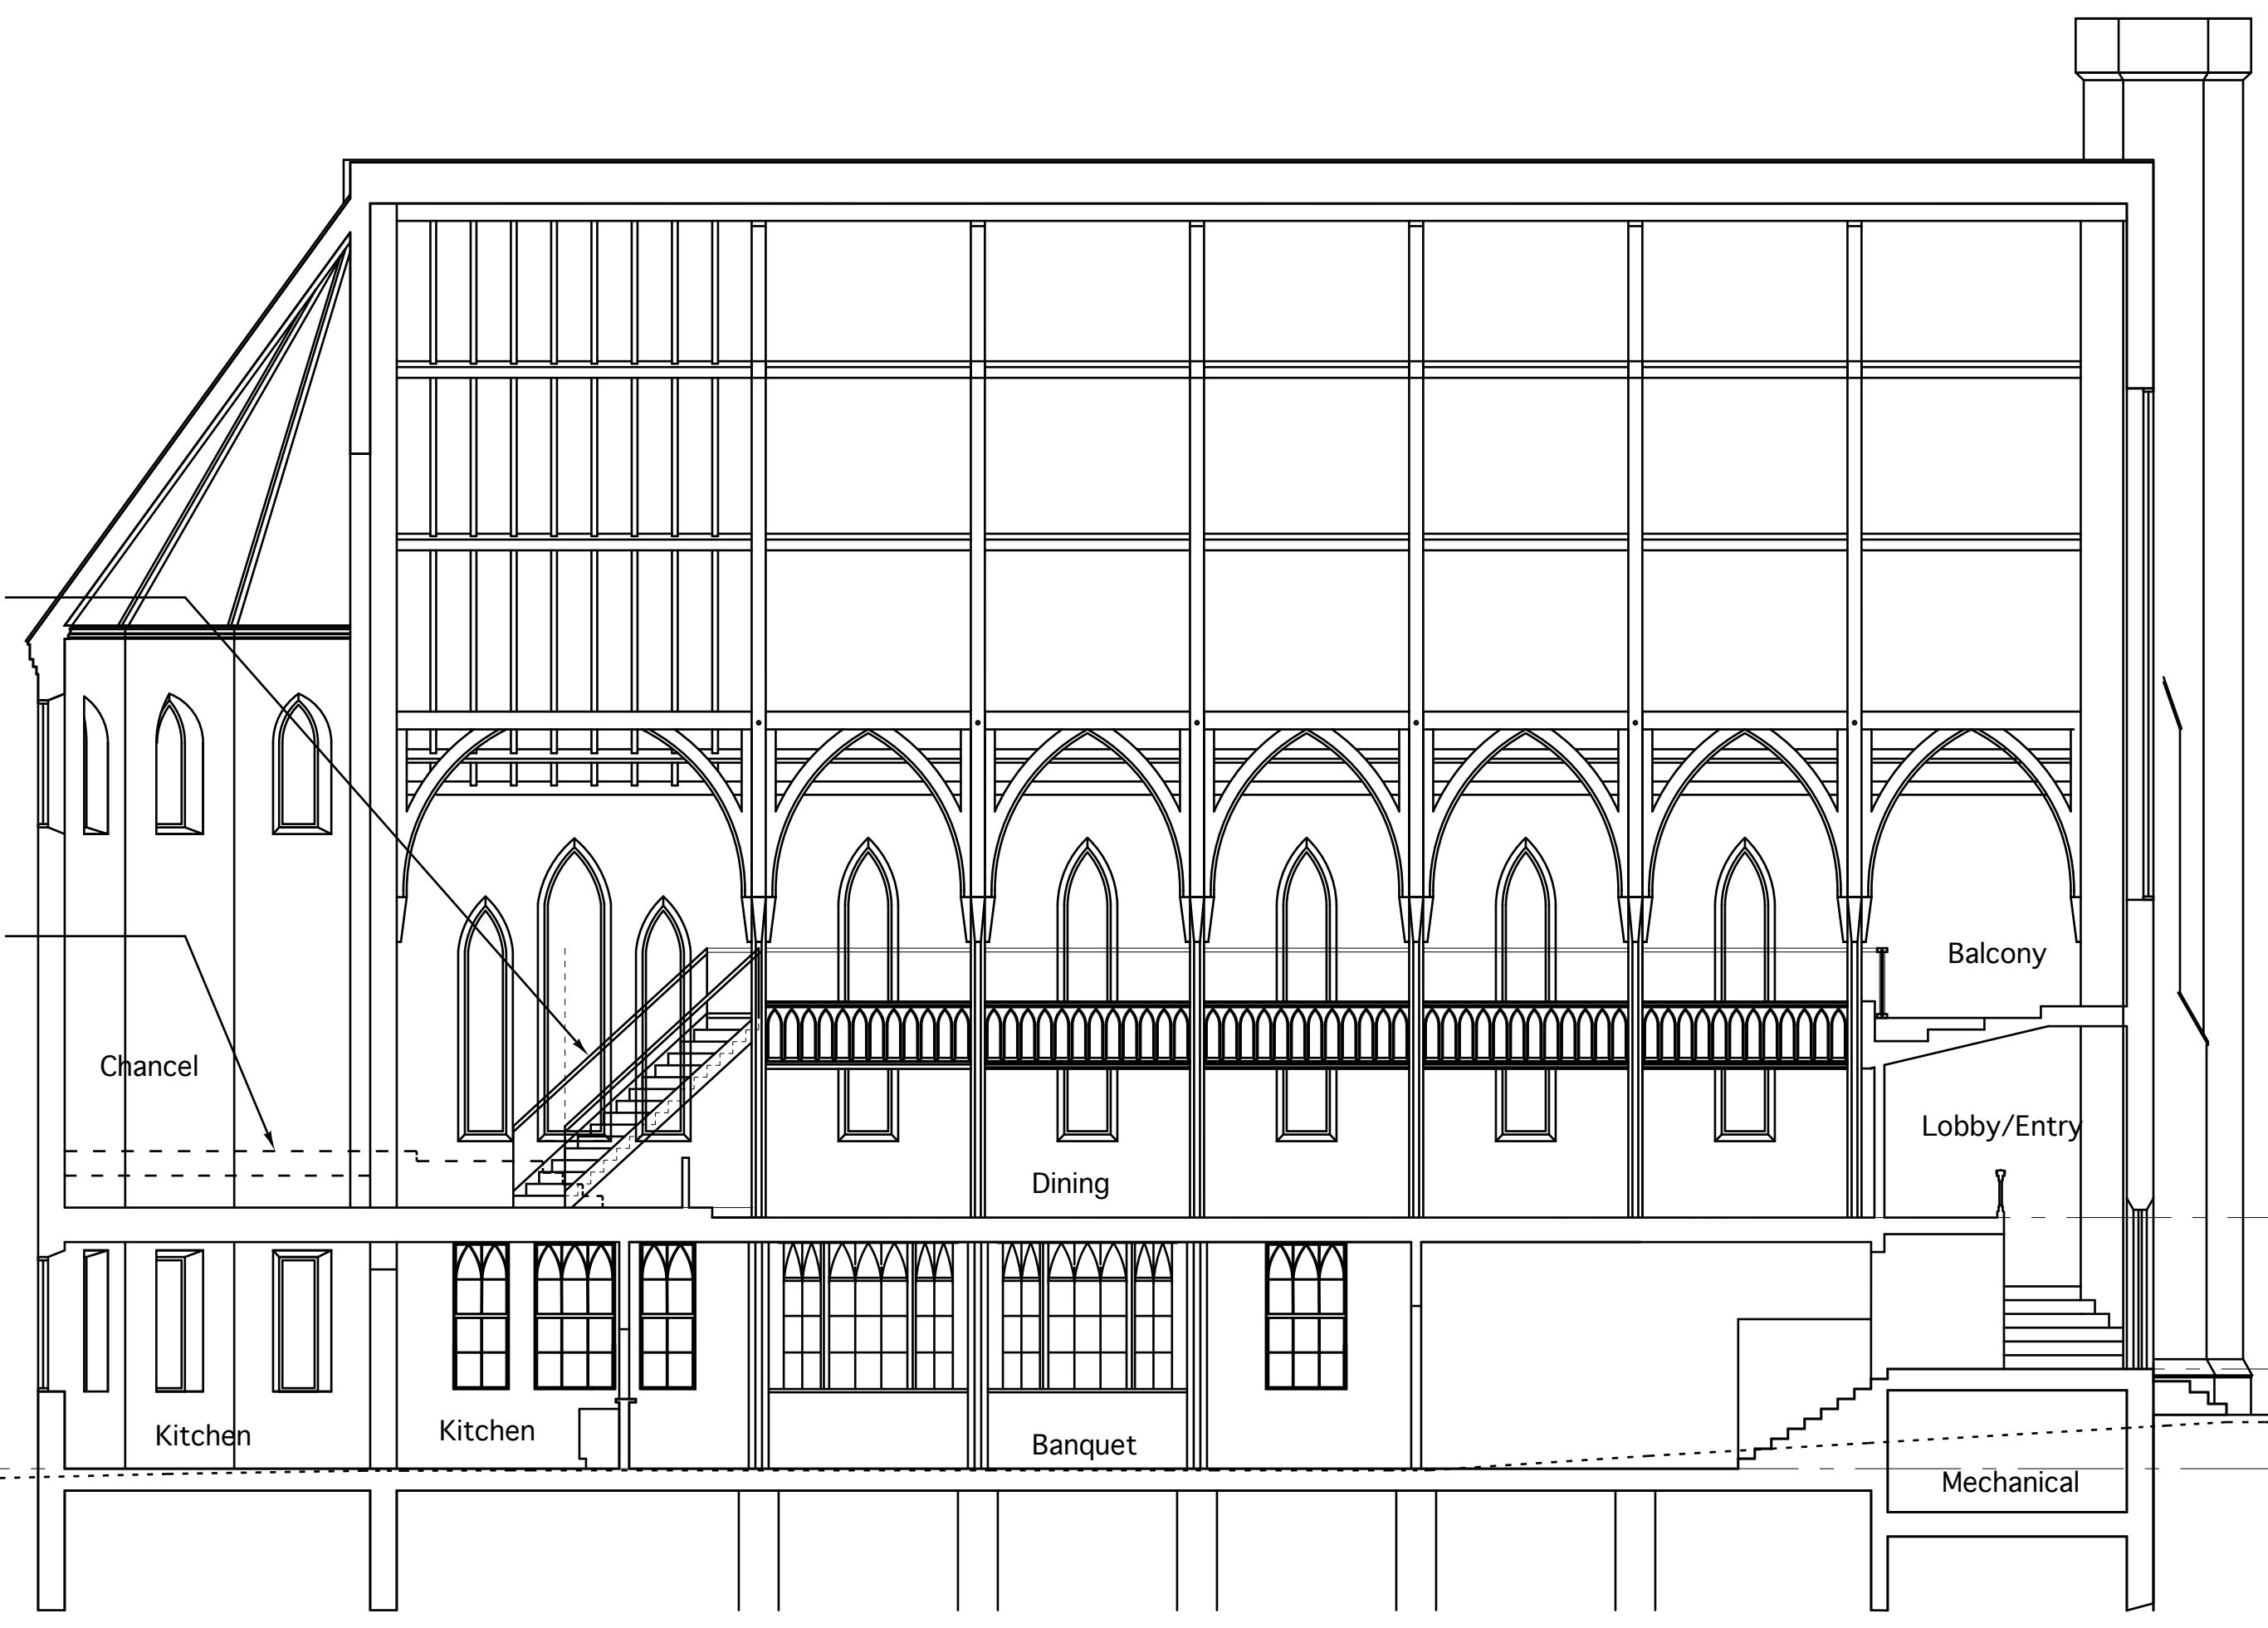 Balcony
Chancel
Lobby/Entry
Dining
Kitchen
Kitchen
Banquet
Mechanical